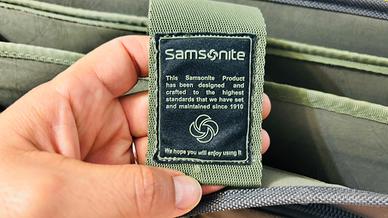 Samsonite
This Samsonite Product
has been designed and
crafted to the highest
standards that we have set
and maintained since 1910
We hope you will enjoy using it